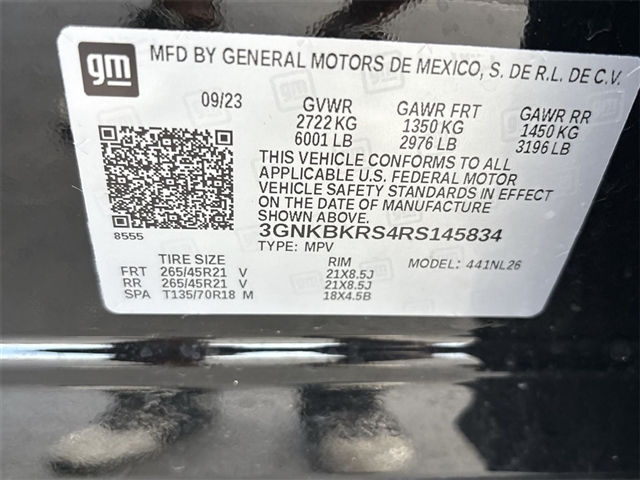 gm
MFD BY GENERAL MOTORS DE MEXICO, S. DE R.L. DE C.V.
09/23 GVWR GAWR FRT GAWR RR
2722 KG 1350 KG 1450 KG
6001 LB 2976 LB 3196 LB
THIS VEHICLE CONFORMS TO ALL
APPLICABLE U.S. FEDERAL MOTOR
VEHICLE SAFETY STANDARDS IN EFFECT
ON THE DATE OF MANUFACTURE
SHOWN ABOVE.
8555
3GNKBKRS4RS145834
TYPE: MPV
TIRE SIZE RIM MODEL: 441NL26
FRT 265/45R21 V 21X8.5J
RR 265/45R21 V 21X8.5J
SPA T135/70R18 M 18X4.5B